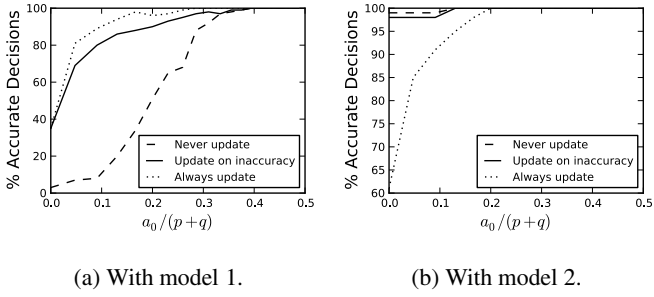 % Accurate Decisions
100
80
60
40
20
0
0.0 0.1 0.2 0.3 0.4 0.5
Never update
Update on inaccuracy
Always update
a₀/(p+q)
(a) With model 1.
% Accurate Decisions
100
95
90
85
80
75
70
65
60
0.0 0.1 0.2 0.3 0.4 0.5
Never update
Update on inaccuracy
Always update
a₀/(p+q)
(b) With model 2.